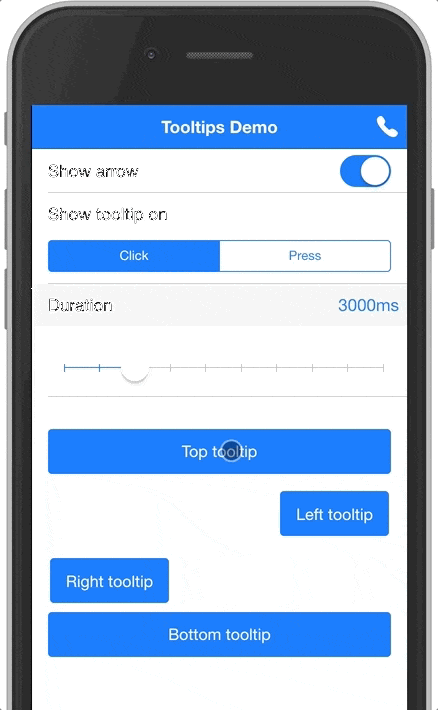 Tooltips Demo
Show arrow
Show tooltip on
Click
Press
Duration
3000ms
Top tooltip
Left tooltip
Right tooltip
Bottom tooltip